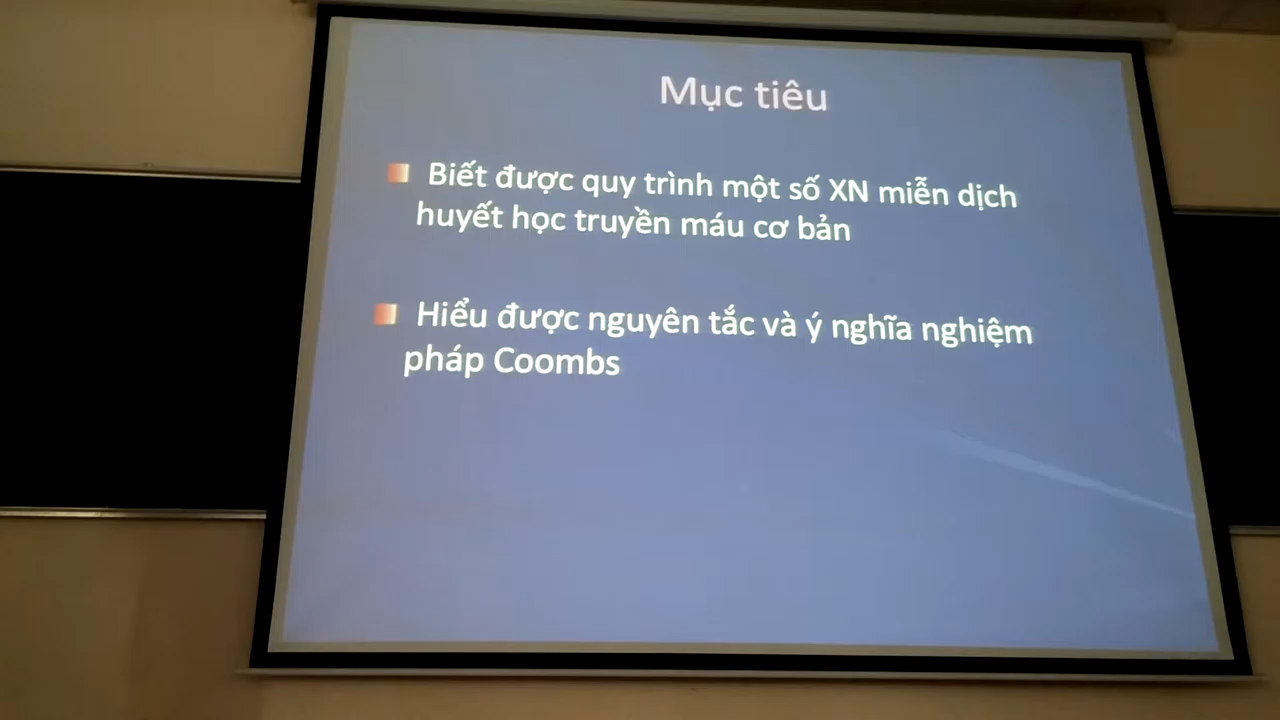 Mục tiêu
Biết được quy trình một số XN miễn dịch
huyết học truyền máu cơ bản
Hiểu được nguyên tắc và ý nghĩa nghiệm
pháp Coombs